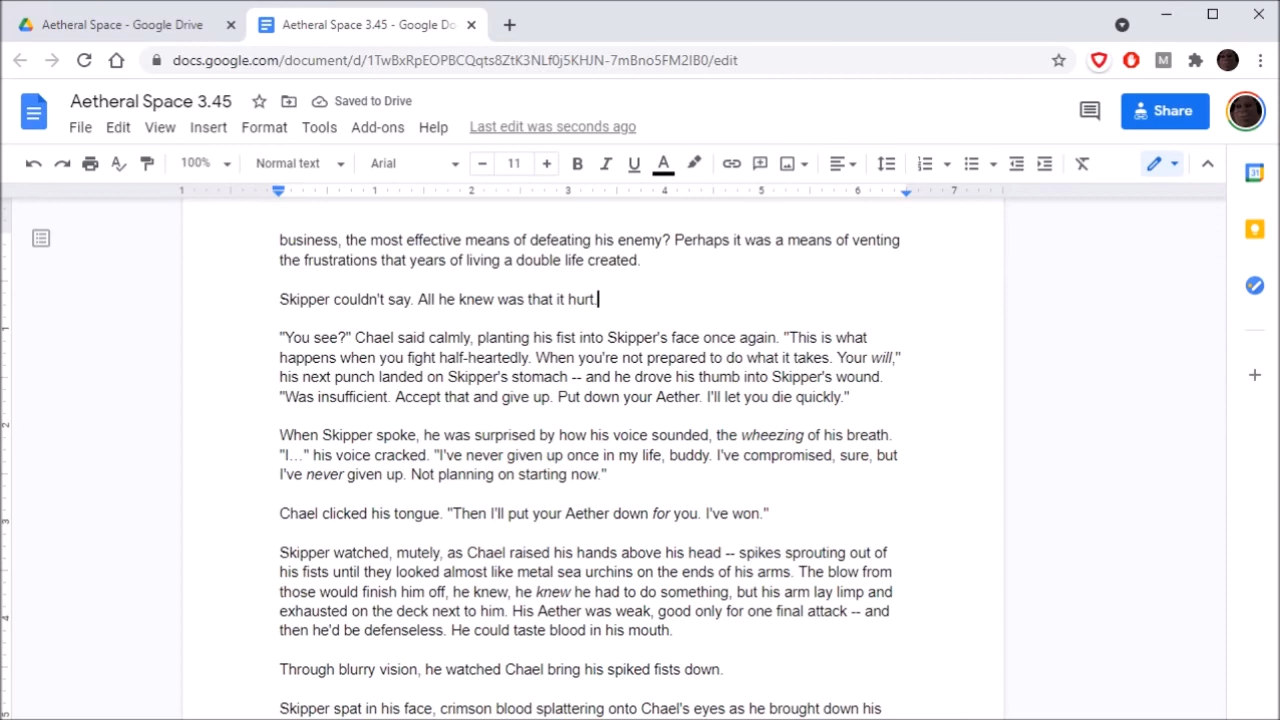 Aetheral Space - Google Drive
Aetheral Space 3.45 - Google Do
docs.google.com/document/d/1TwBxRpEOPBCQqts8ZtK3NLf0j5KHJN-7mBno5FM2IB0/edit
M
Aetheral Space 3.45
Saved to Drive
Share
File Edit View Insert Format Tools Add-ons Help Last edit was seconds ago
100% Normal text Arial 11 B I U A
1 1 2 3 4 5 6 7
31
business, the most effective means of defeating his enemy? Perhaps it was a means of venting
the frustrations that years of living a double life created.
Skipper couldn't say. All he knew was that it hurt.
"You see?" Chael said calmly, planting his fist into Skipper's face once again. "This is what
happens when you fight half-heartedly. When you're not prepared to do what it takes. Your will,"
his next punch landed on Skipper's stomach -- and he drove his thumb into Skipper's wound.
"Was insufficient. Accept that and give up. Put down your Aether. I'll let you die quickly."
When Skipper spoke, he was surprised by how his voice sounded, the wheezing of his breath.
"I…" his voice cracked. "I've never given up once in my life, buddy. I've compromised, sure, but
I've never given up. Not planning on starting now."
Chael clicked his tongue. "Then I'll put your Aether down for you. I've won."
Skipper watched, mutely, as Chael raised his hands above his head -- spikes sprouting out of
his fists until they looked almost like metal sea urchins on the ends of his arms. The blow from
those would finish him off, he knew, he knew he had to do something, but his arm lay limp and
exhausted on the deck next to him. His Aether was weak, good only for one final attack -- and
then he'd be defenseless. He could taste blood in his mouth.
Through blurry vision, he watched Chael bring his spiked fists down.
Skipper spat in his face, crimson blood splattering onto Chael's eyes as he brought down his
1
2
3
4
5